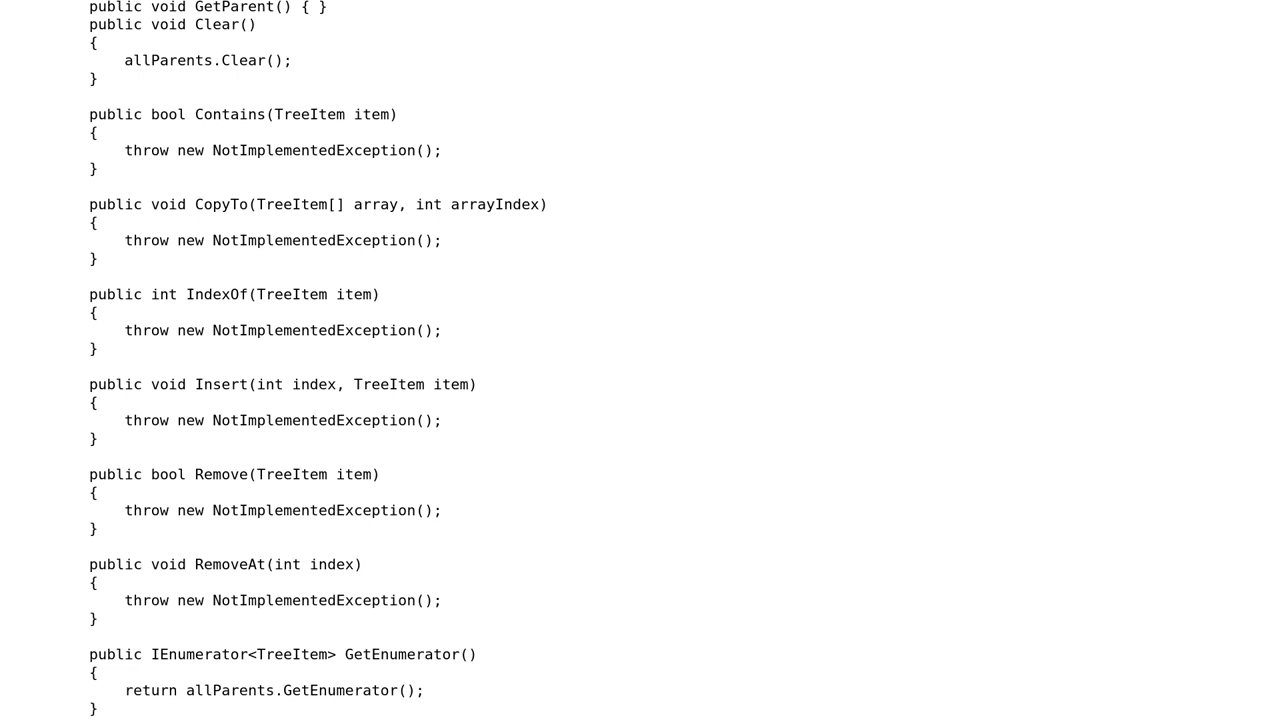 public void GetParent() { }
public void Clear()
{
    allParents.Clear();
}

public bool Contains(TreeItem item)
{
    throw new NotImplementedException();
}

public void CopyTo(TreeItem[] array, int arrayIndex)
{
    throw new NotImplementedException();
}

public int IndexOf(TreeItem item)
{
    throw new NotImplementedException();
}

public void Insert(int index, TreeItem item)
{
    throw new NotImplementedException();
}

public bool Remove(TreeItem item)
{
    throw new NotImplementedException();
}

public void RemoveAt(int index)
{
    throw new NotImplementedException();
}

public IEnumerator<TreeItem> GetEnumerator()
{
    return allParents.GetEnumerator();
}